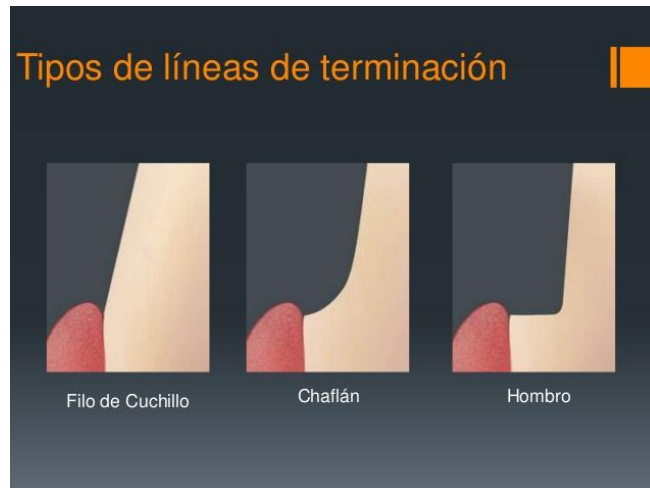 Tipos de líneas de terminación
Filo de Cuchillo
Chaflán
Hombro